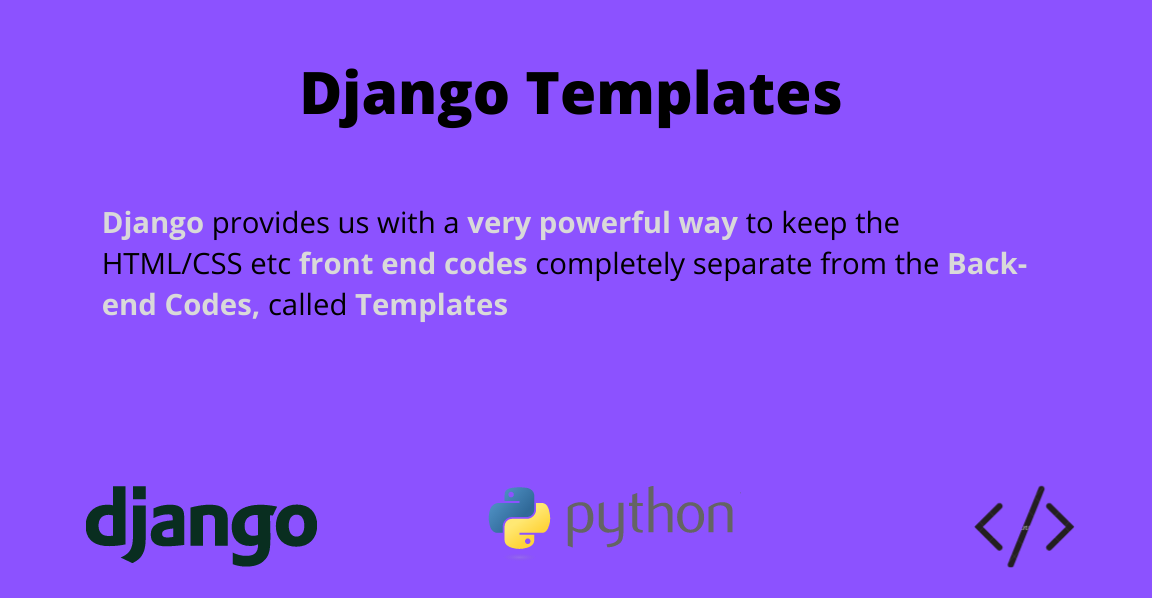 Django Templates
Django provides us with a very powerful way to keep the
HTML/CSS etc front end codes completely separate from the Back-
end Codes, called Templates
django
python
</>